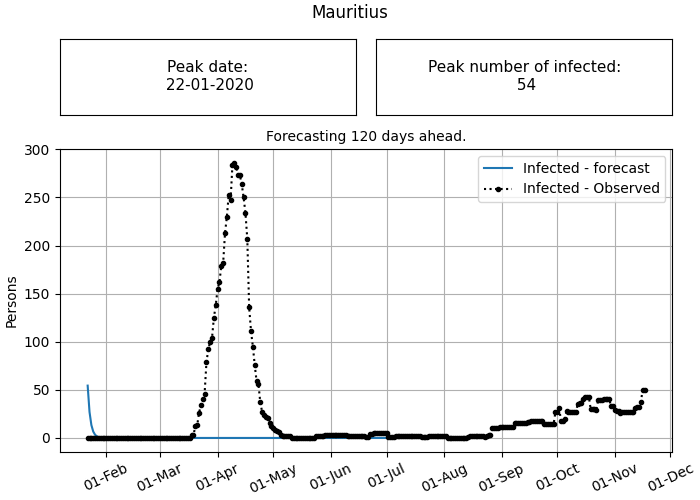 Mauritius
Peak date:
22-01-2020
Peak number of infected:
54
Forecasting 120 days ahead.
Infected - forecast
Infected - Observed
Persons
300
250
200
150
100
50
0
01-Feb
01-Mar
01-Apr
01-May
01-Jun
01-Jul
01-Aug
01-Sep
01-Oct
01-Nov
01-Dec